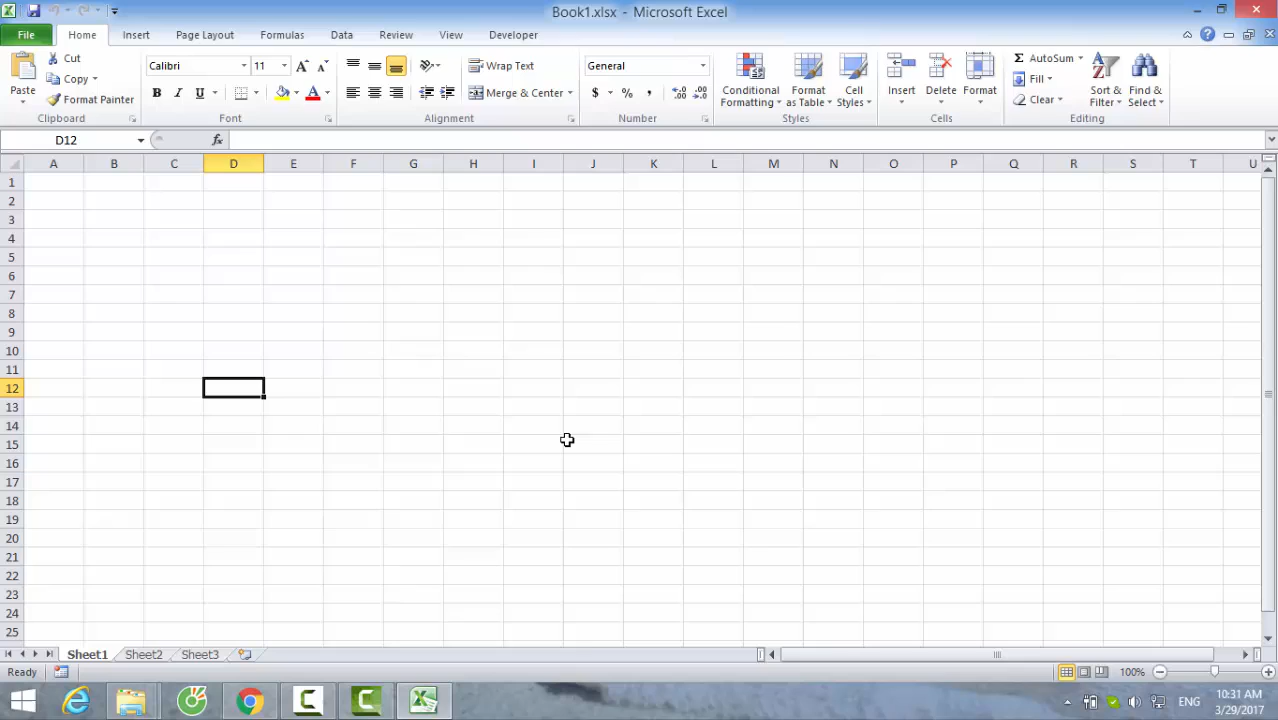 Book1.xlsx - Microsoft Excel
File Home Insert Page Layout Formulas Data Review View Developer
Paste
Cut
Copy
Format Painter
Clipboard
Calibri 11
B I U A
Font
Wrap Text
Merge & Center
Alignment
General
$ % ,
Number
Conditional Formatting
Format as Table
Cell Styles
Styles
Insert Delete Format
Cells
Σ AutoSum
Fill
Clear
Sort & Filter
Find & Select
Editing
D12 fx
A B C D E F G H I J K L M N O P Q R S T U
1
2
3
4
5
6
7
8
9
10
11
12
13
14
15
16
17
18
19
20
21
22
23
24
25
Sheet1 Sheet2 Sheet3
Ready 100%
ENG 10:31 AM
3/29/2017